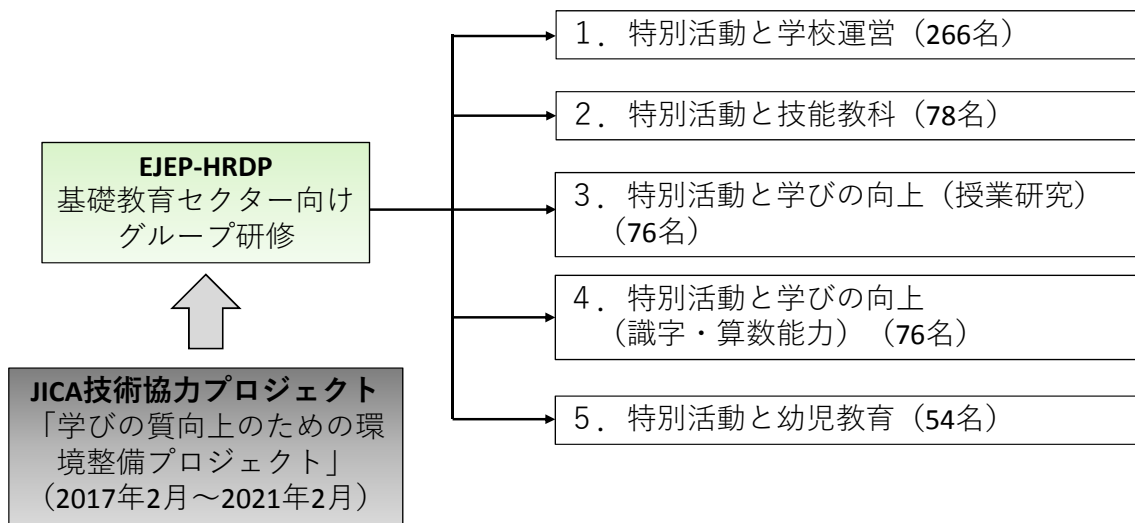 EJEP-HRDP
基礎教育セクター向け
グループ研修
JICA技術協力プロジェクト
「学びの質向上のための環
境整備プロジェクト」
（2017年2月～2021年2月）
１．特別活動と学校運営（266名）
２．特別活動と技能教科（78名）
３．特別活動と学びの向上（授業研究）
（76名）
４．特別活動と学びの向上
（識字・算数能力）（76名）
５．特別活動と幼児教育（54名）